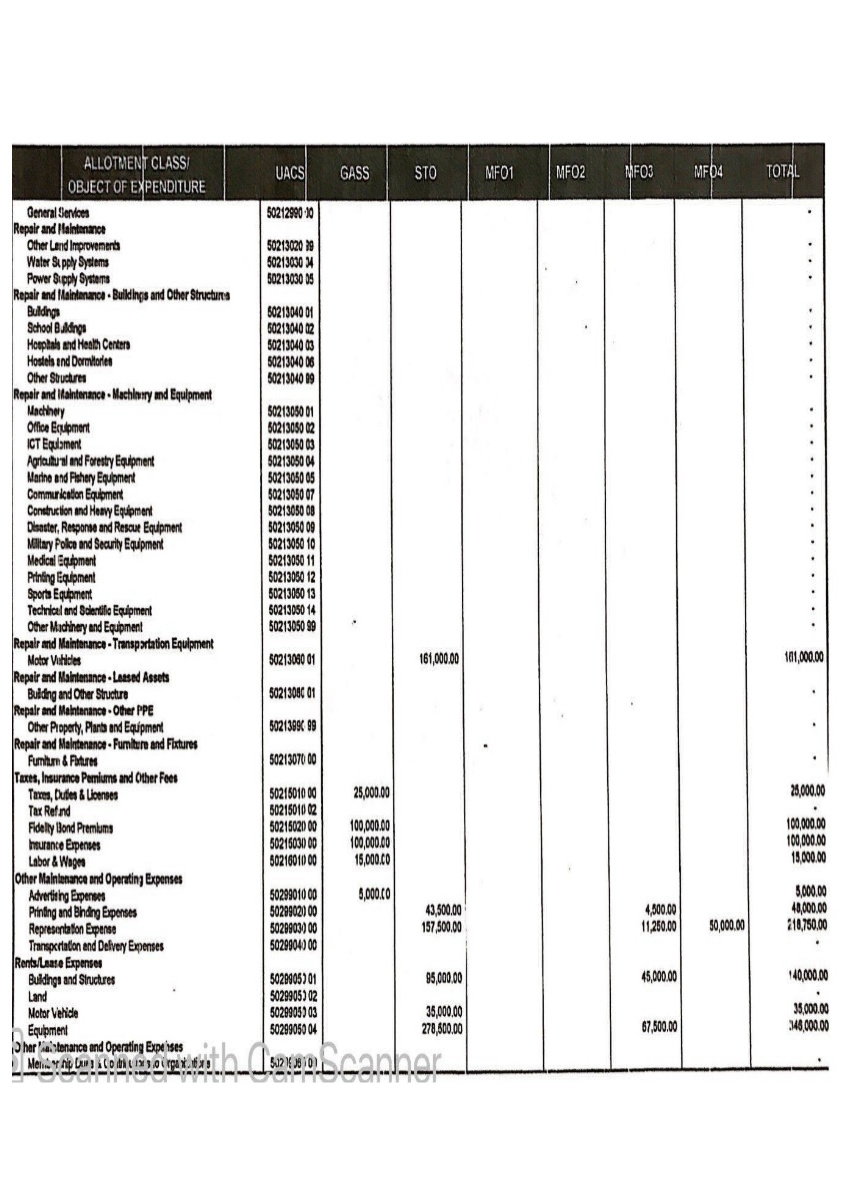 ALLOTMENT CLASS/
OBJECT OF EXPENDITURE UACS GASS STO MFO1 MFO2 MFO3 MFO4 TOTAL
General Services 50212990 00 -
Repair and Maintenance
Other Land Improvements 50213020 99 -
Water Supply Systems 50213030 04 -
Power Supply Systems 50213030 05 -
Repair and Maintenance - Buildings and Other Structures
Buildings 50213040 01 -
School Buildings 50213040 02 -
Hospitals and Health Centers 50213040 03 -
Hostels and Dormitories 50213040 06 -
Other Structures 50213040 99 -
Repair and Maintenance - Machinery and Equipment
Machinery 50213050 01 -
Office Equipment 50213050 02 -
ICT Equipment 50213050 03 -
Agricultural and Forestry Equipment 50213050 04 -
Marine and Fishery Equipment 50213050 05 -
Communication Equipment 50213050 07 -
Construction and Heavy Equipment 50213050 08 -
Disaster, Response and Rescue Equipment 50213050 09 -
Military Police and Security Equipment 50213050 10 -
Medical Equipment 50213050 11 -
Printing Equipment 50213050 12 -
Sports Equipment 50213050 13 -
Technical and Scientific Equipment 50213050 14 -
Other Machinery and Equipment 50213050 99 -
Repair and Maintenance - Transportation Equipment
Motor Vehicles 50213060 01 161,000.00 161,000.00
Repair and Maintenance - Leased Assets
Building and Other Structure 50213080 01 -
Repair and Maintenance - Other PPE
Other Property, Plants and Equipment 50213990 99 -
Repair and Maintenance - Furniture and Fixtures
Furniture & Fixtures 50213070 00 -
Taxes, Insurance Pemiums and Other Fees
Taxes, Duties & Licenses 50215010 00 25,000.00 25,000.00
Tax Refund 50215010 02 -
Fidelity Bond Premiums 50215020 00 100,000.00 100,000.00
Insurance Expenses 50215030 00 100,000.00 100,000.00
Labor & Wages 50216010 00 15,000.00 15,000.00
Other Maintenance and Operating Expenses
Advertising Expenses 50299010 00 5,000.00 5,000.00
Printing and Binding Expenses 50299020 00 43,500.00 4,500.00 48,000.00
Representation Expense 50299030 00 157,500.00 11,250.00 50,000.00 218,750.00
Transportation and Delivery Expenses 50299040 00 -
Rents/Lease Expenses
Buildings and Structures 50299050 01 95,000.00 45,000.00 140,000.00
Land 50299050 02 -
Motor Vehicle 50299050 03 35,000.00 35,000.00
Equipment 50299050 04 278,500.00 67,500.00 346,000.00
Other Maintenance and Operating Expenses
Membership Dues & Contributions to Organizations 50299060 00 -
Scanned with CamScanner